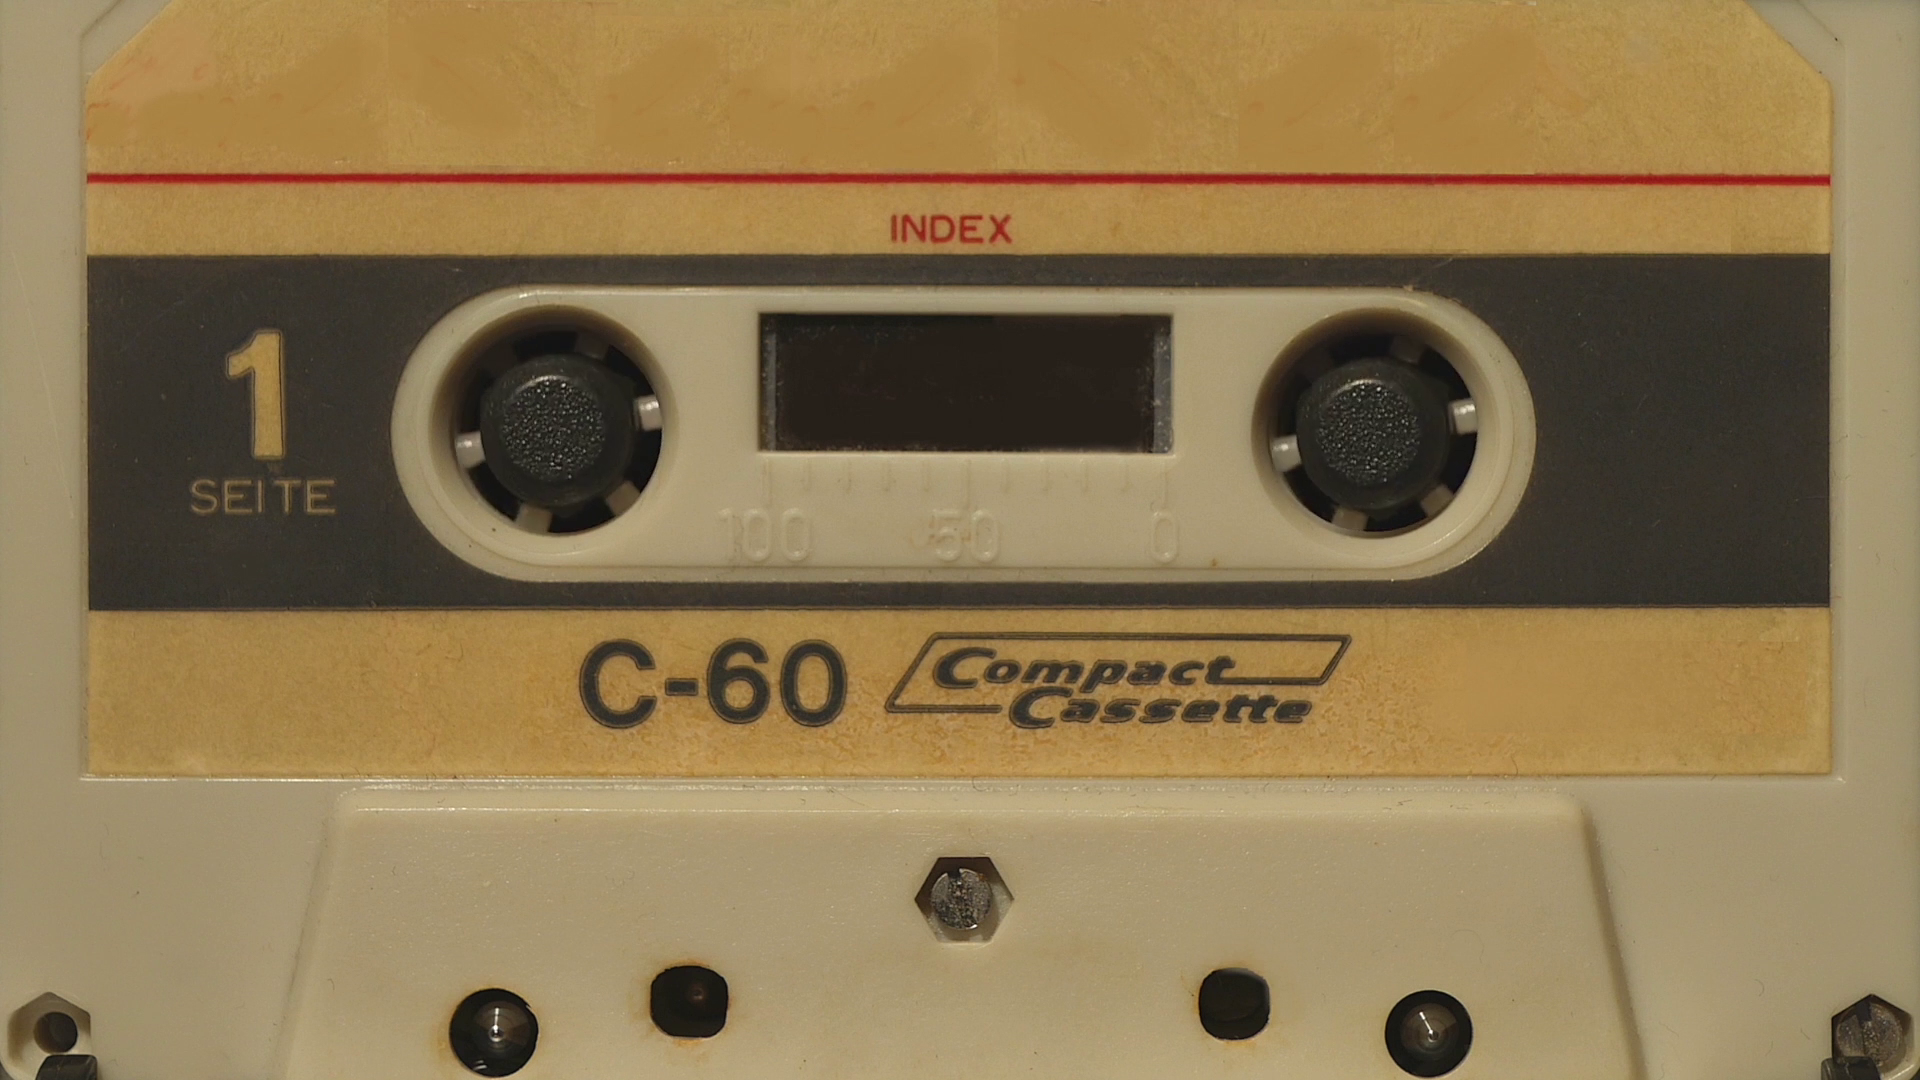 INDEX
1
SEITE
100 50 0
C-60 Compact Cassette